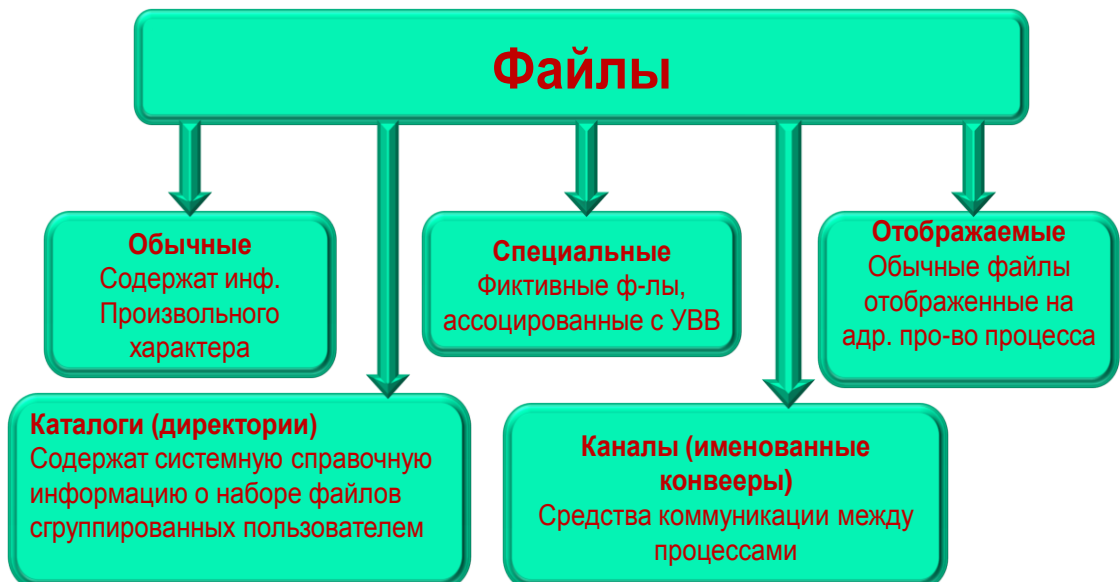 Файлы
Обычные
Содержат инф.
Произвольного
характера
Специальные
Фиктивные ф-лы,
ассоцированные с УВВ
Отображаемые
Обычные файлы
отображенные на
адр. про-во процесса
Каталоги (директории)
Содержат системную справочную
информацию о наборе файлов
сгруппированных пользователем
Каналы (именованные
конвееры)
Средства коммуникации между
процессами